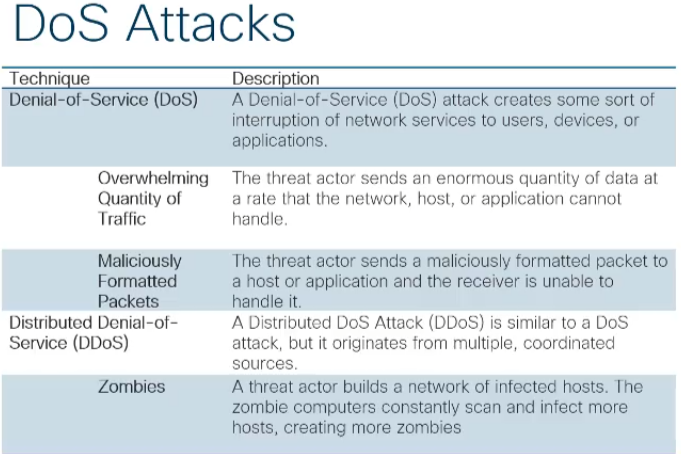 DoS Attacks
Technique Description
Denial-of-Service (DoS) A Denial-of-Service (DoS) attack creates some sort of
interruption of network services to users, devices, or
applications.
Overwhelming The threat actor sends an enormous quantity of data at
Quantity of a rate that the network, host, or application cannot
Traffic handle.
Maliciously The threat actor sends a maliciously formatted packet to
Formatted a host or application and the receiver is unable to
Packets handle it.
Distributed Denial-of- A Distributed DoS Attack (DDoS) is similar to a DoS
Service (DDoS) attack, but it originates from multiple, coordinated
sources.
Zombies A threat actor builds a network of infected hosts. The
zombie computers constantly scan and infect more
hosts, creating more zombies